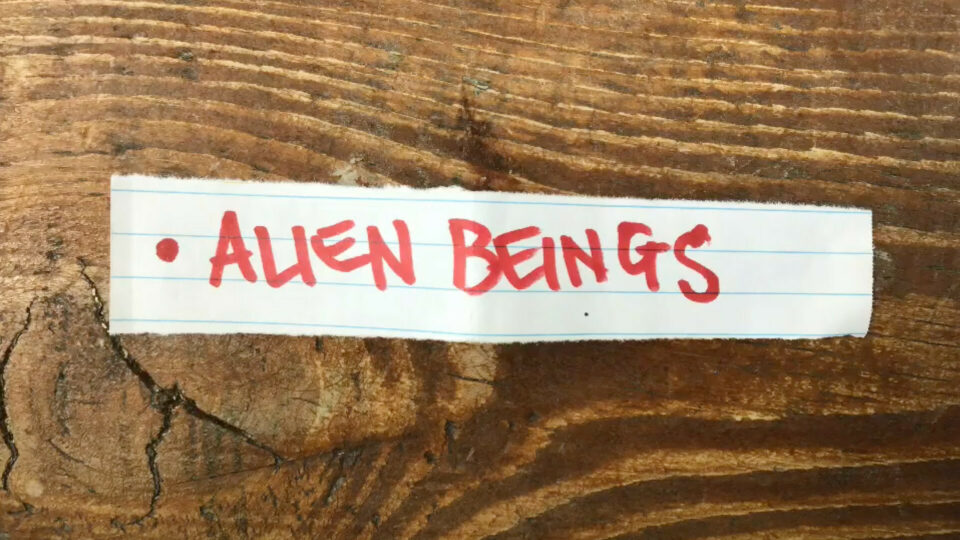 • ALIEN BEINGS